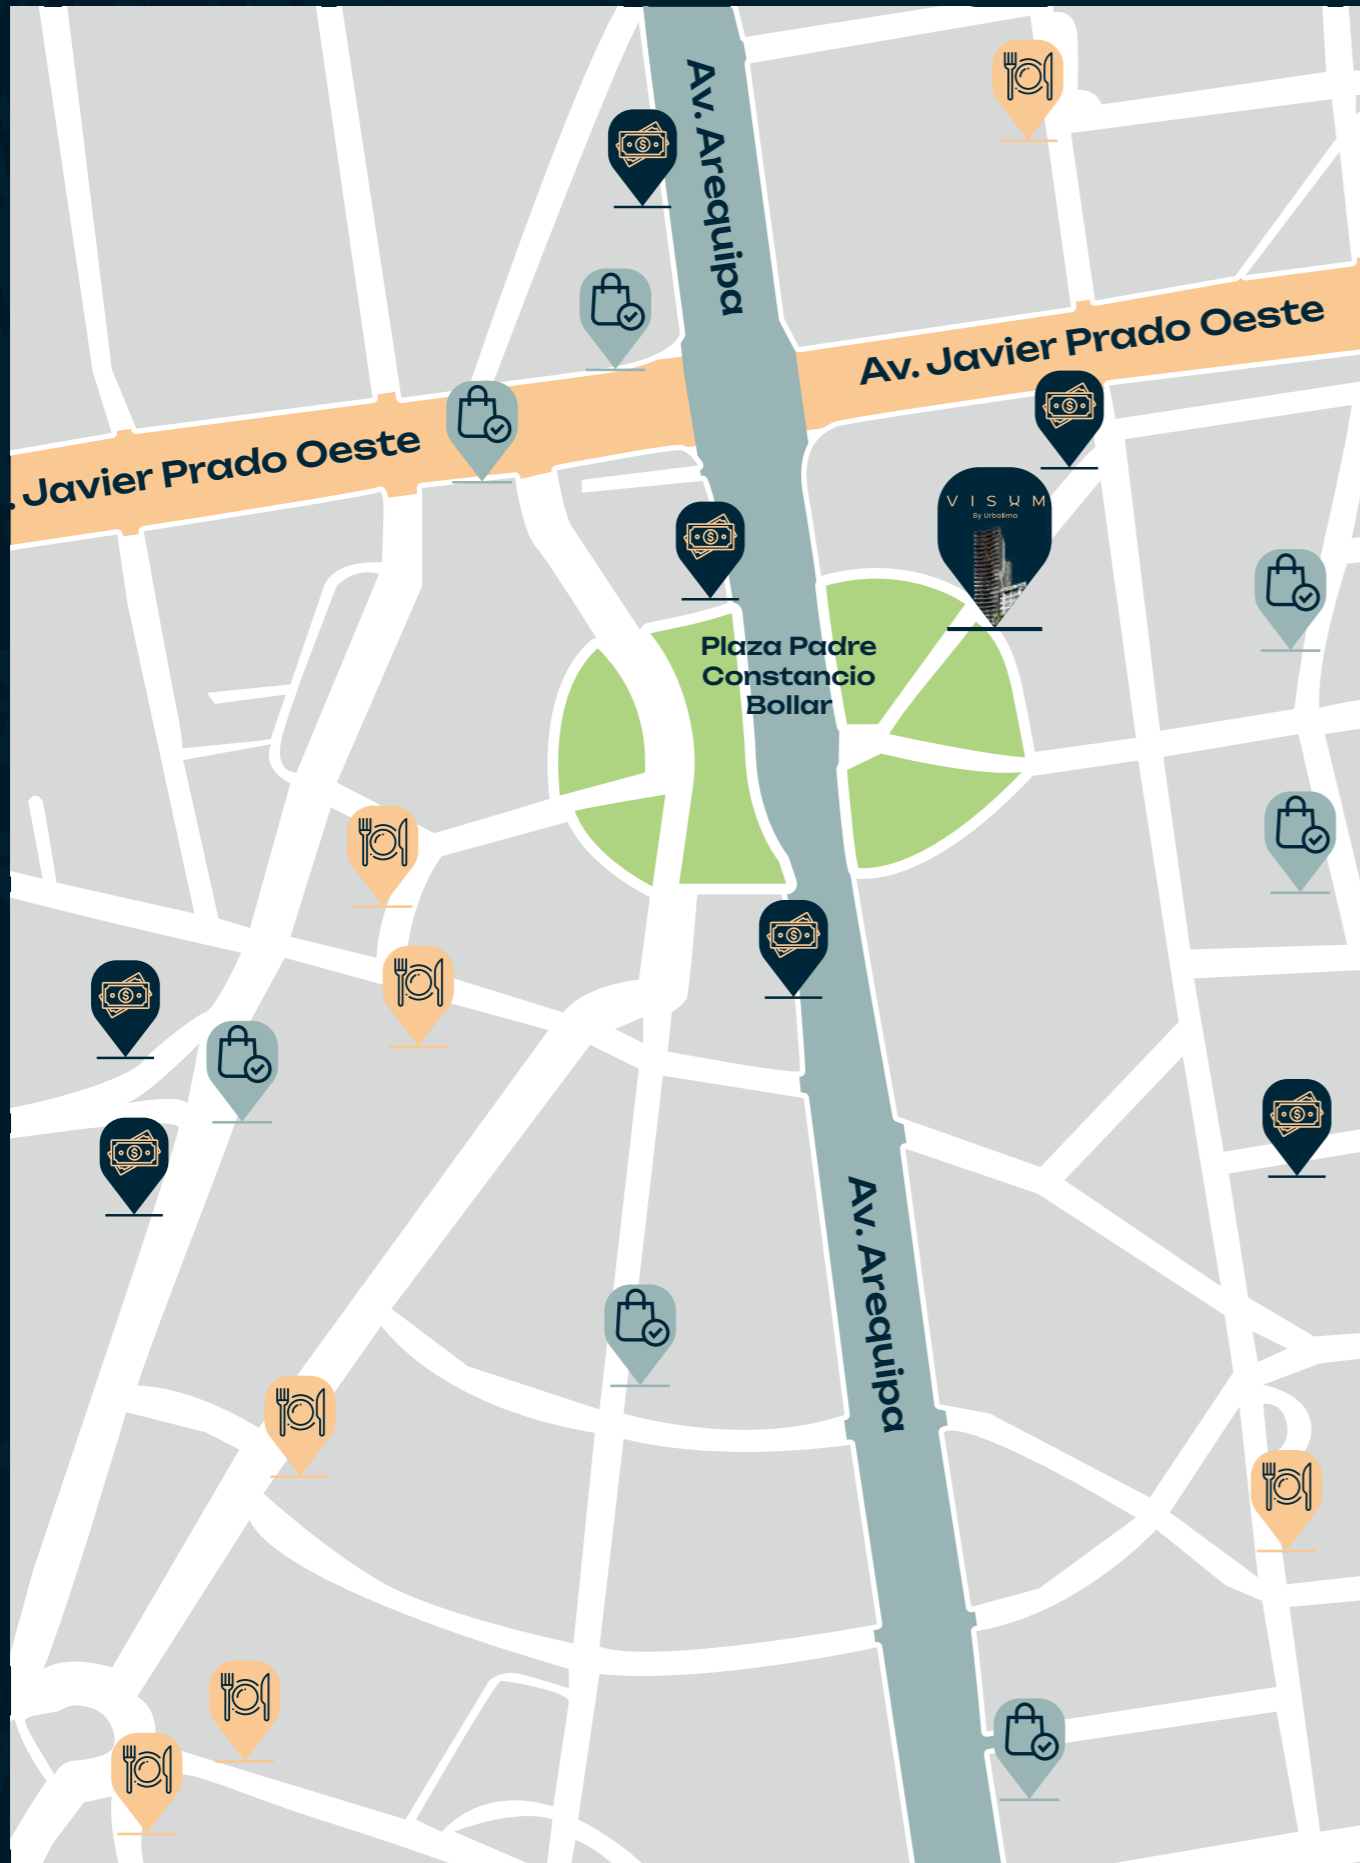 Av. Arequipa
Av. Javier Prado Oeste
. Javier Prado Oeste
VISUM
By Urbalima
Plaza Padre
Constancio
Bollar
Av. Arequipa